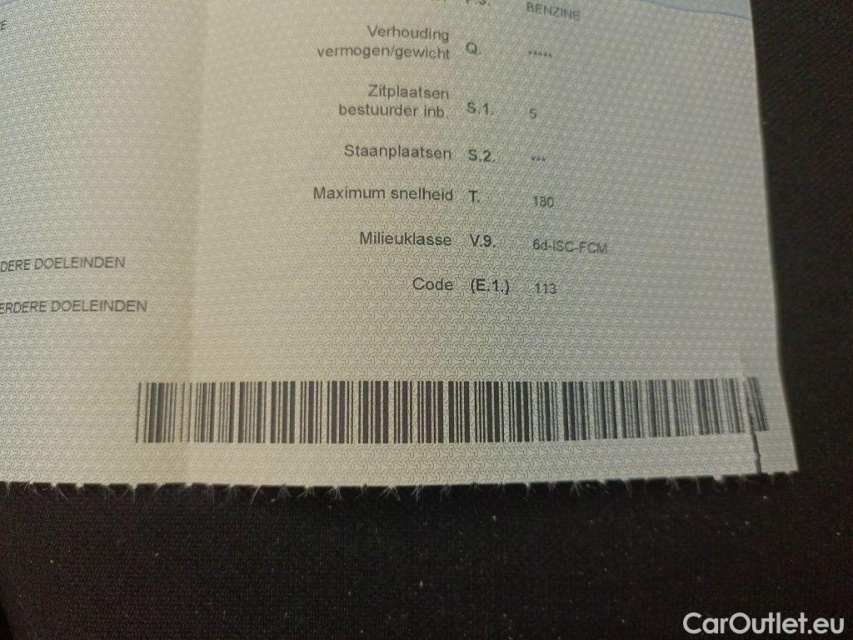 P.3. BENZINE
Verhouding
vermogen/gewicht Q. *****
Zitplaatsen
bestuurder inb. S.1. 5
Staanplaatsen S.2. ***
Maximum snelheid T. 180
Milieuklasse V.9. 6d-ISC-FCM
DERE DOELEINDEN
Code (E.1.) 113
ERDERE DOELEINDEN
CarOutlet.eu